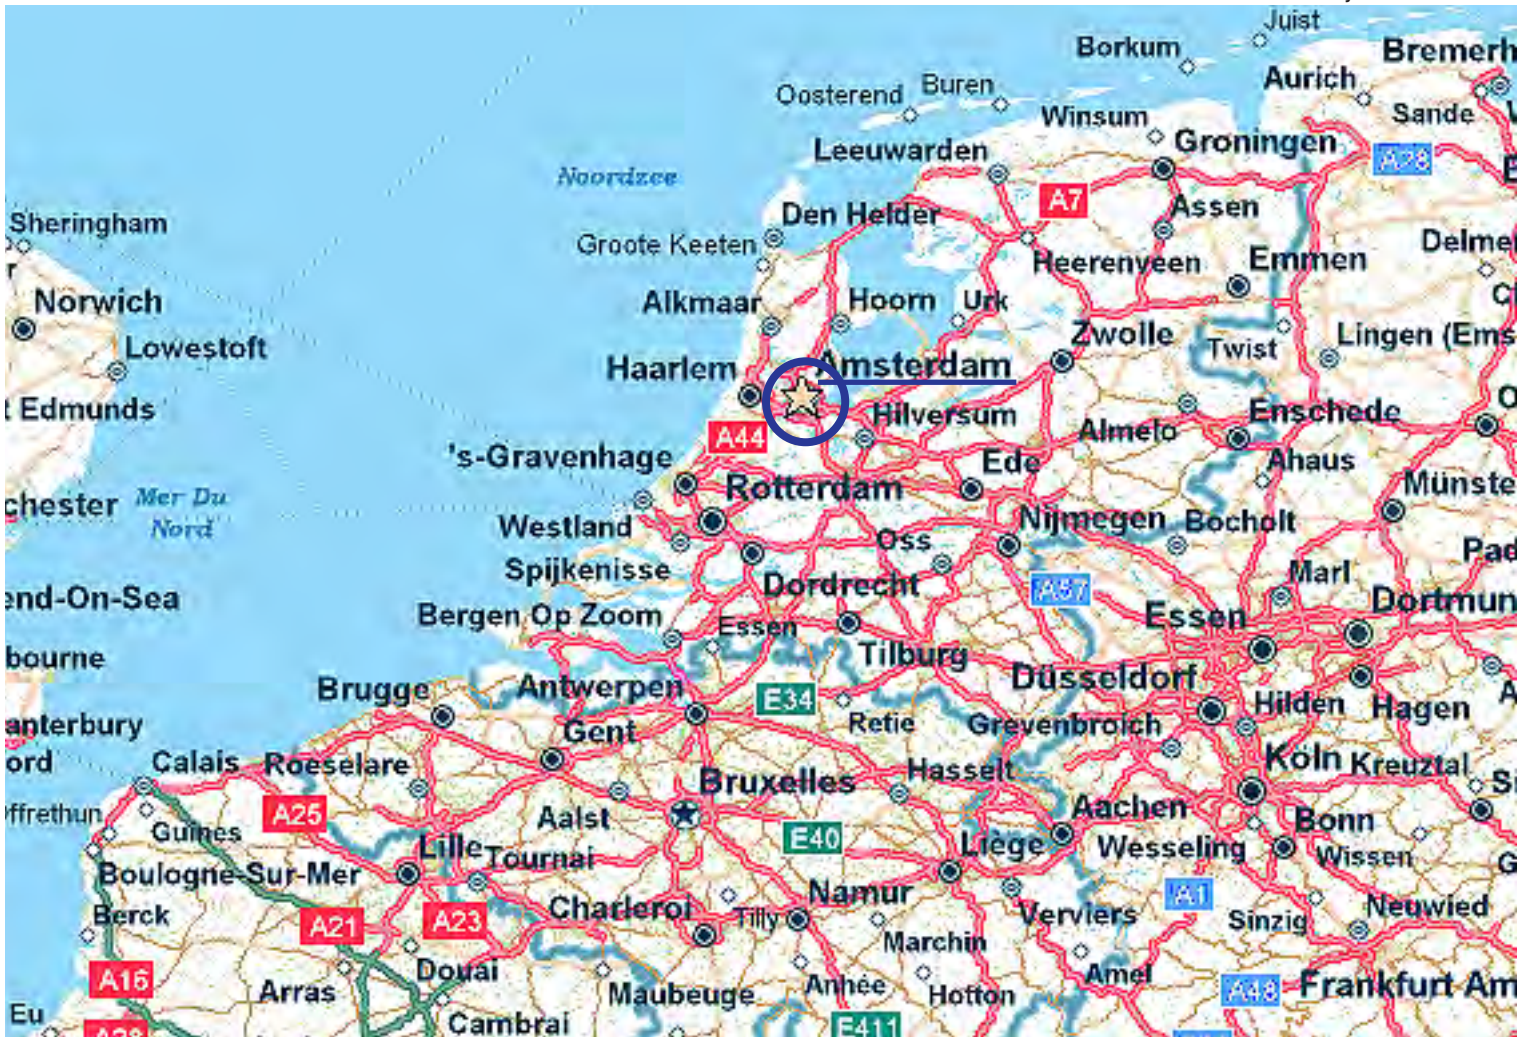 Juist
Borkum
Bremerh
Aurich
Oosterend
Buren
Sande
Winsum
Groningen
Leeuwarden
A28
Noordzee
A7
Assen
Den Helder
Sheringham
Groote Keeten
Delmer
r
Heerenveen
Emmen
Norwich
Alkmaar
Hoorn
Urk
Zwolle
Lingen (Ems
Lowestoft
Twist
Haarlem
Amsterdam
t Edmunds
Hilversum
Enschede
A44
Almelo
's-Gravenhage
Ede
Ahaus
Rotterdam
Münste
chester
Mer Du
Nord
Westland
Nijmegen
Bocholt
Oss
Pad
Spijkenisse
Marl
Dordrecht
A57
end-On-Sea
Dortmun
Bergen Op Zoom
Essen
Essen
bourne
Tilburg
Düsseldorf
Brugge
Antwerpen
E34
Hilden
Hagen
anterbury
Retie
Grevenbroich
Gent
ord
Calais
Roeselare
Köln
Kreuztal
Si
Bruxelles
Hasselt
ffrethun
A25
Aalst
Aachen
Guines
E40
Bonn
Lille
Tournai
Liège
Wesseling
Wissen
Boulogne-Sur-Mer
Namur
A1
Berck
A21
A23
Charleroi
Tilly
Verviers
Sinzig
Neuwied
Marchin
A16
Douai
Amel
Arras
Maubeuge
Anhée
Hotton
A48
Frankfurt Am
Eu
Cambrai
E411